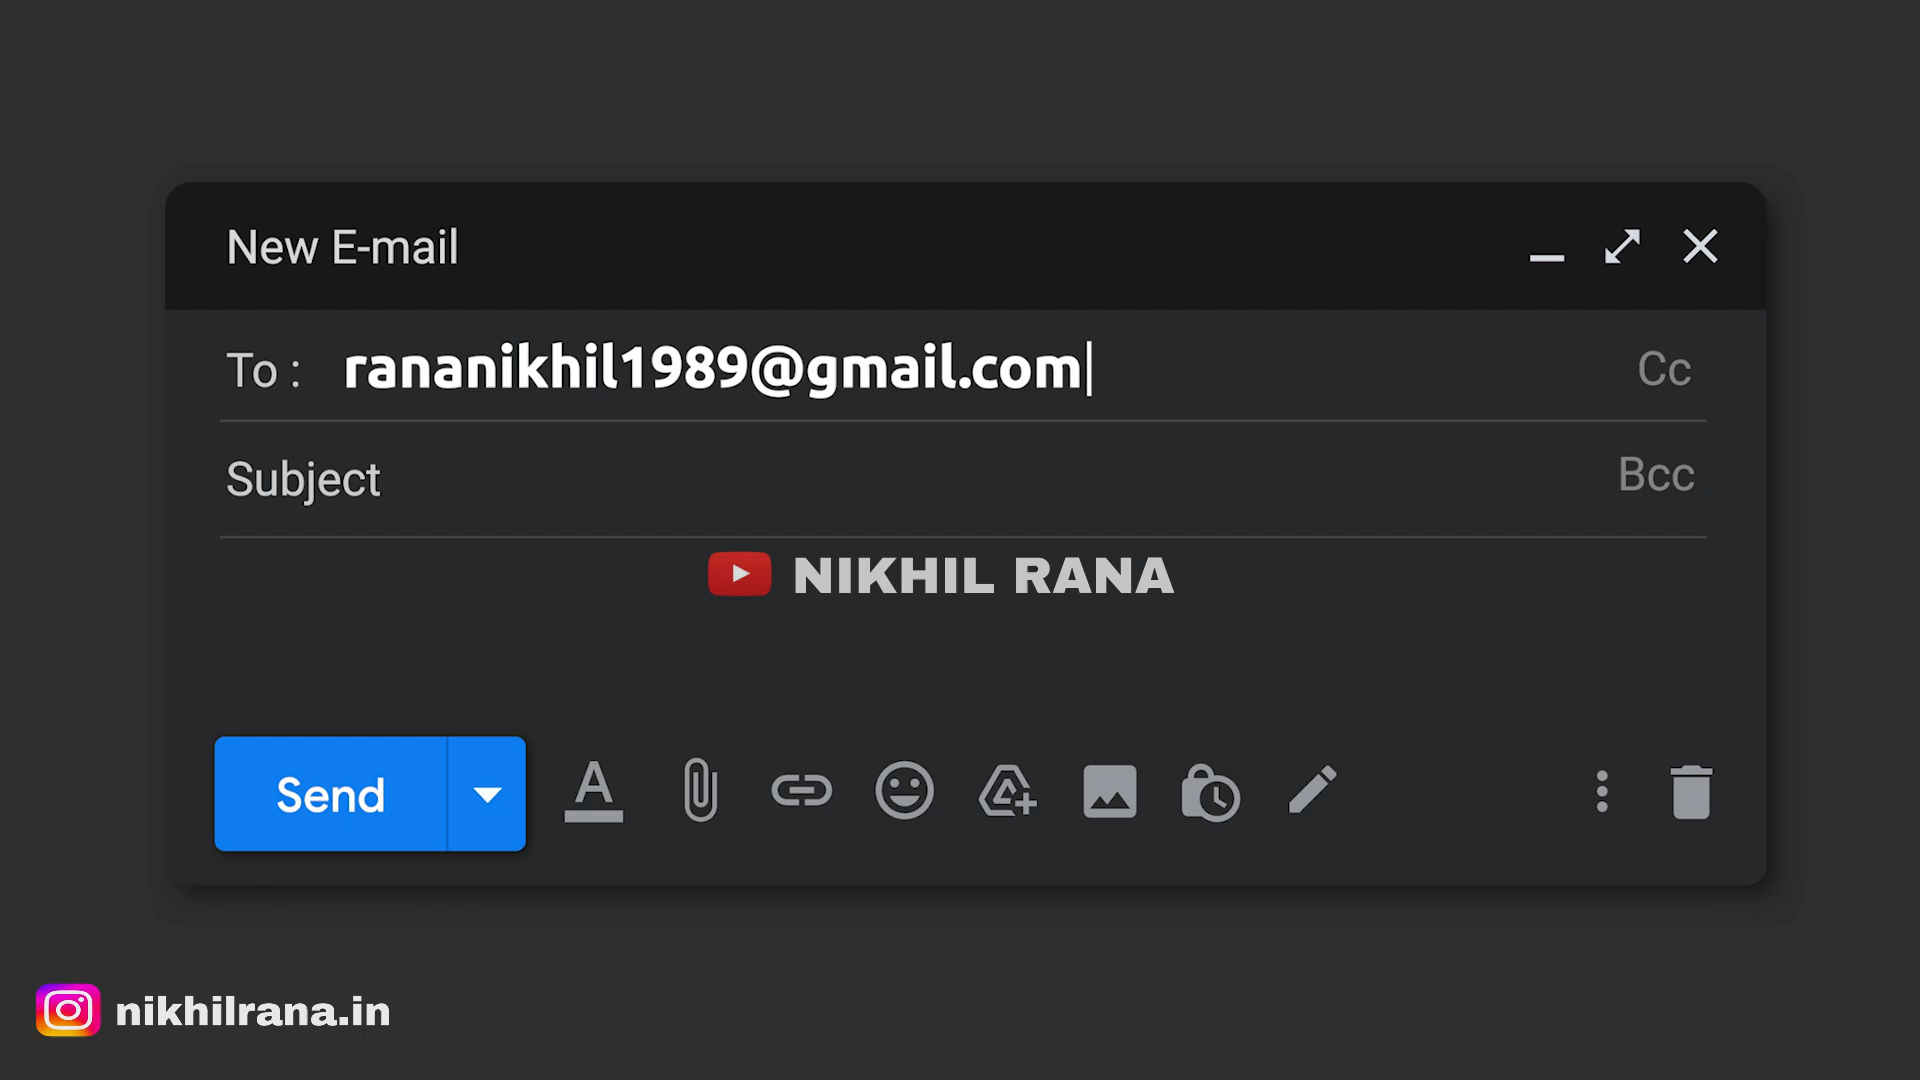 New E-mail
To : rananikhil1989@gmail.com Cc
Subject Bcc
NIKHIL RANA
Send A
nikhilrana.in